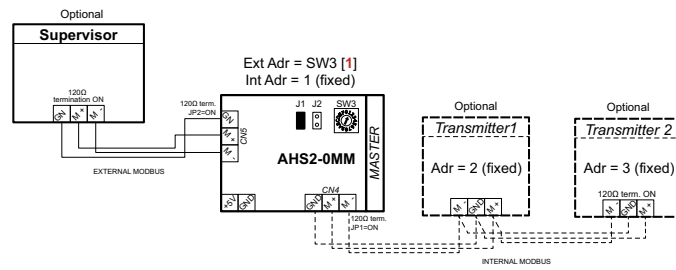 Optional
Supervisor
120Ω
termination ON
GN M+ M-
EXTERNAL MODBUS
Ext Adr = SW3 [1]
Int Adr = 1 (fixed)
120Ω term.
JP2=ON
GN
M+
M-
CN5
J1 J2 SW3
AHS2-0MM
MASTER
CN4
+5V GND
GND M+ M-
120Ω term.
JP1=ON
Optional
Transmitter1
Adr = 2 (fixed)
M- GND M+
Optional
Transmitter 2
Adr = 3 (fixed)
120Ω term. ON
M- GND M+
INTERNAL MODBUS